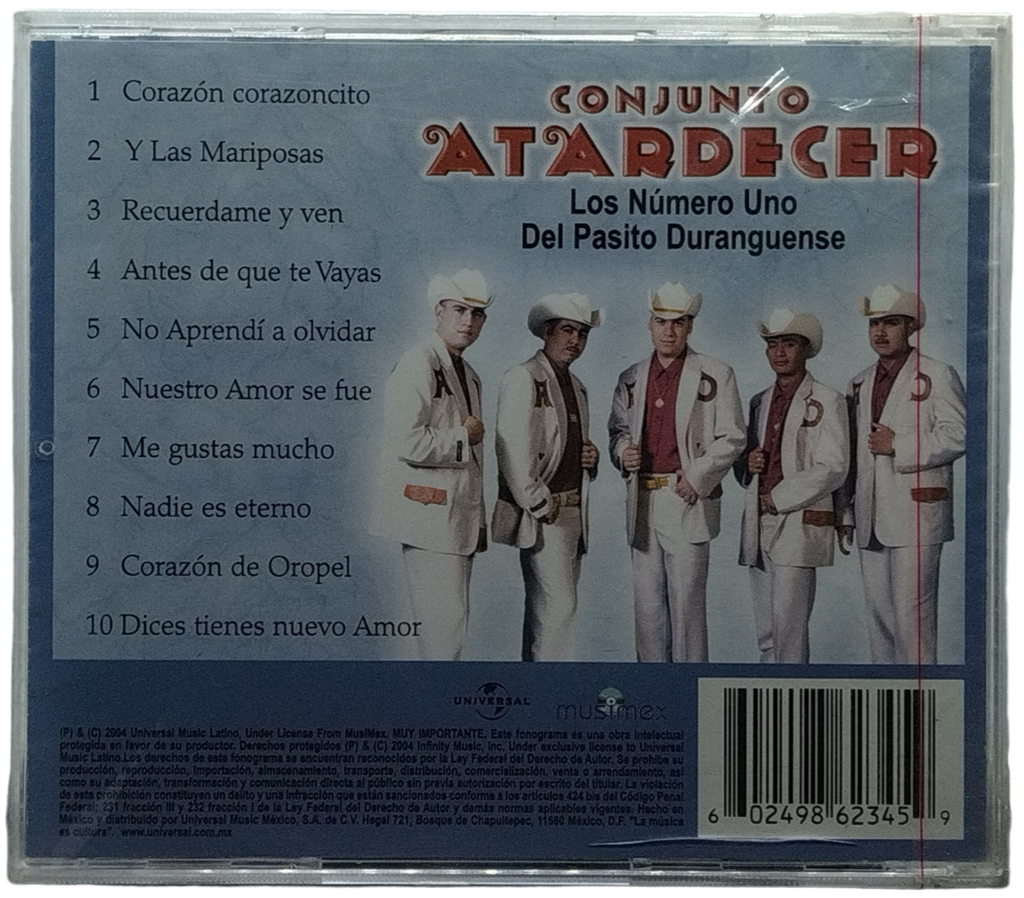 1 Corazón corazoncito
2 Y Las Mariposas
3 Recuerdame y ven
4 Antes de que te Vayas
5 No Aprendí a olvidar
6 Nuestro Amor se fue
7 Me gustas mucho
8 Nadie es eterno
9 Corazón de Oropel
10 Dices tienes nuevo Amor
CONJUNTO
ATARDECER
Los Número Uno
Del Pasito Duranguense
A
A
D
D
D
UNIVERSAL
musimex
(P) & (C) 2004 Universal Music Latino, Under License From MusiMex. MUY IMPORTANTE. Este fonograma es una obra intelectual
protegida en favor de su productor. Derechos protegidos (P) & (C) 2004 Infinity Music, Inc. Under exclusive license to Universal
Music Latino.Los derechos de este fonograma se encuentran reconocidos por la Ley Federal del Derecho de Autor. Se prohibe su
producción, reproducción, importación, almacenamiento, transporte, distribución, comercialización, venta o arrendamiento, así
como su adaptación, transformación y comunicación directa al público sin previa autorización por escrito del titular. La violación
de esta prohibición constituyen un delito y una infracción que están sancionados conforme a los artículos 424 bis del Código Penal
Federal; 231 fracción III y 232 fracción I de la Ley Federal del Derecho de Autor y demás normas aplicables vigentes. Hecho en
México y distribuido por Universal Music México, S.A. de C.V. Hegel 721, Bosque de Chapultepec, 11580 México, D.F. "La música
es cultura". www.universal.com.mx
6 02498 62345 9